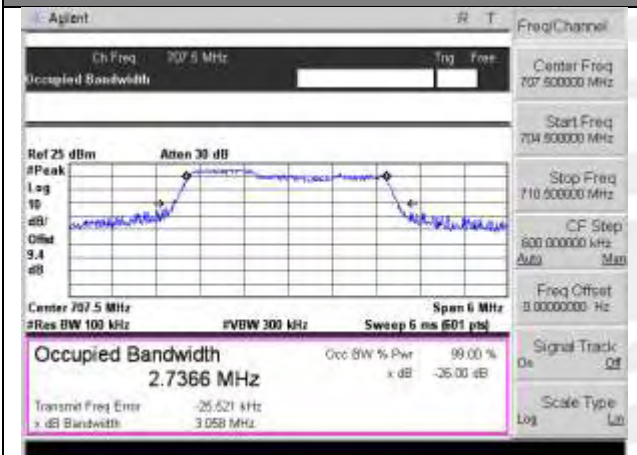 Agilent R T
Ch Freq 707.5 MHz Trig Free
Occupied Bandwidth
Ref 25 dBm Atten 30 dB
#Peak
Log
10
dB/
Offst
9.4
dB
Center 707.5 MHz Span 6 MHz
#Res BW 100 kHz #VBW 300 kHz Sweep 6 ms (601 pts)
Occupied Bandwidth
2.7366 MHz
Occ BW % Pwr 99.00 %
x dB -26.00 dB
Transmit Freq Error -25.521 kHz
x dB Bandwidth 3.058 MHz
Freq/Channel
Center Freq
707.500000 MHz
Start Freq
704.500000 MHz
Stop Freq
710.500000 MHz
CF Step
600.000000 kHz
Auto Man
Freq Offset
0.00000000 Hz
Signal Track
On Off
Scale Type
Log Lin